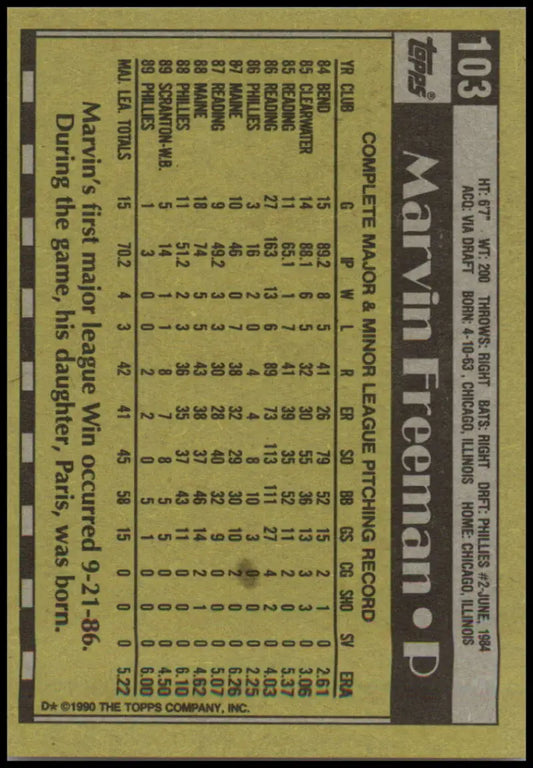 103
HT: 6'7" WT: 200 THROWS: RIGHT BATS: RIGHT DRFT: PHILLIES #2-JUNE, 1984
ACQ: VIA DRAFT BORN: 4-10-63, CHICAGO, ILLINOIS HOME: CHICAGO, ILLINOIS
TOPPS® Marvin Freeman • P
COMPLETE MAJOR & MINOR LEAGUE PITCHING RECORD
YR CLUB G IP W L R ER SO BB GS CG SHO SV ERA
84 BEND 15 89.2 8 5 41 26 79 52 15 2 1 0 2.61
85 CLEARWATER 14 88.1 6 5 32 30 55 36 13 3 3 0 3.06
85 READING 11 65.1 1 7 41 39 35 52 11 2 0 0 5.37
86 READING 27 163 13 6 89 73 113 111 27 4 2 0 4.03
86 PHILLIES 3 16 2 0 4 4 8 10 3 0 0 0 2.25
87 MAINE 10 46 0 7 38 32 29 30 10 2 0 0 6.26
87 READING 9 49.2 3 3 30 28 40 32 9 0 0 0 5.07
88 MAINE 18 74 5 5 43 38 37 46 14 2 1 0 4.62
88 PHILLIES 11 51.2 2 3 36 35 37 43 11 0 0 0 6.10
89 SCRANTON-W.B. 5 14 1 1 8 7 8 5 5 0 0 0 4.50
89 PHILLIES 1 3 0 0 2 2 0 5 1 0 0 0 6.00
MAJ. LEA. TOTALS 15 70.2 4 3 42 41 45 58 15 0 0 0 5.22
Marvin's first major league Win occurred 9-21-86.
During the game, his daughter, Paris, was born.
D* ©1990 THE TOPPS COMPANY, INC.